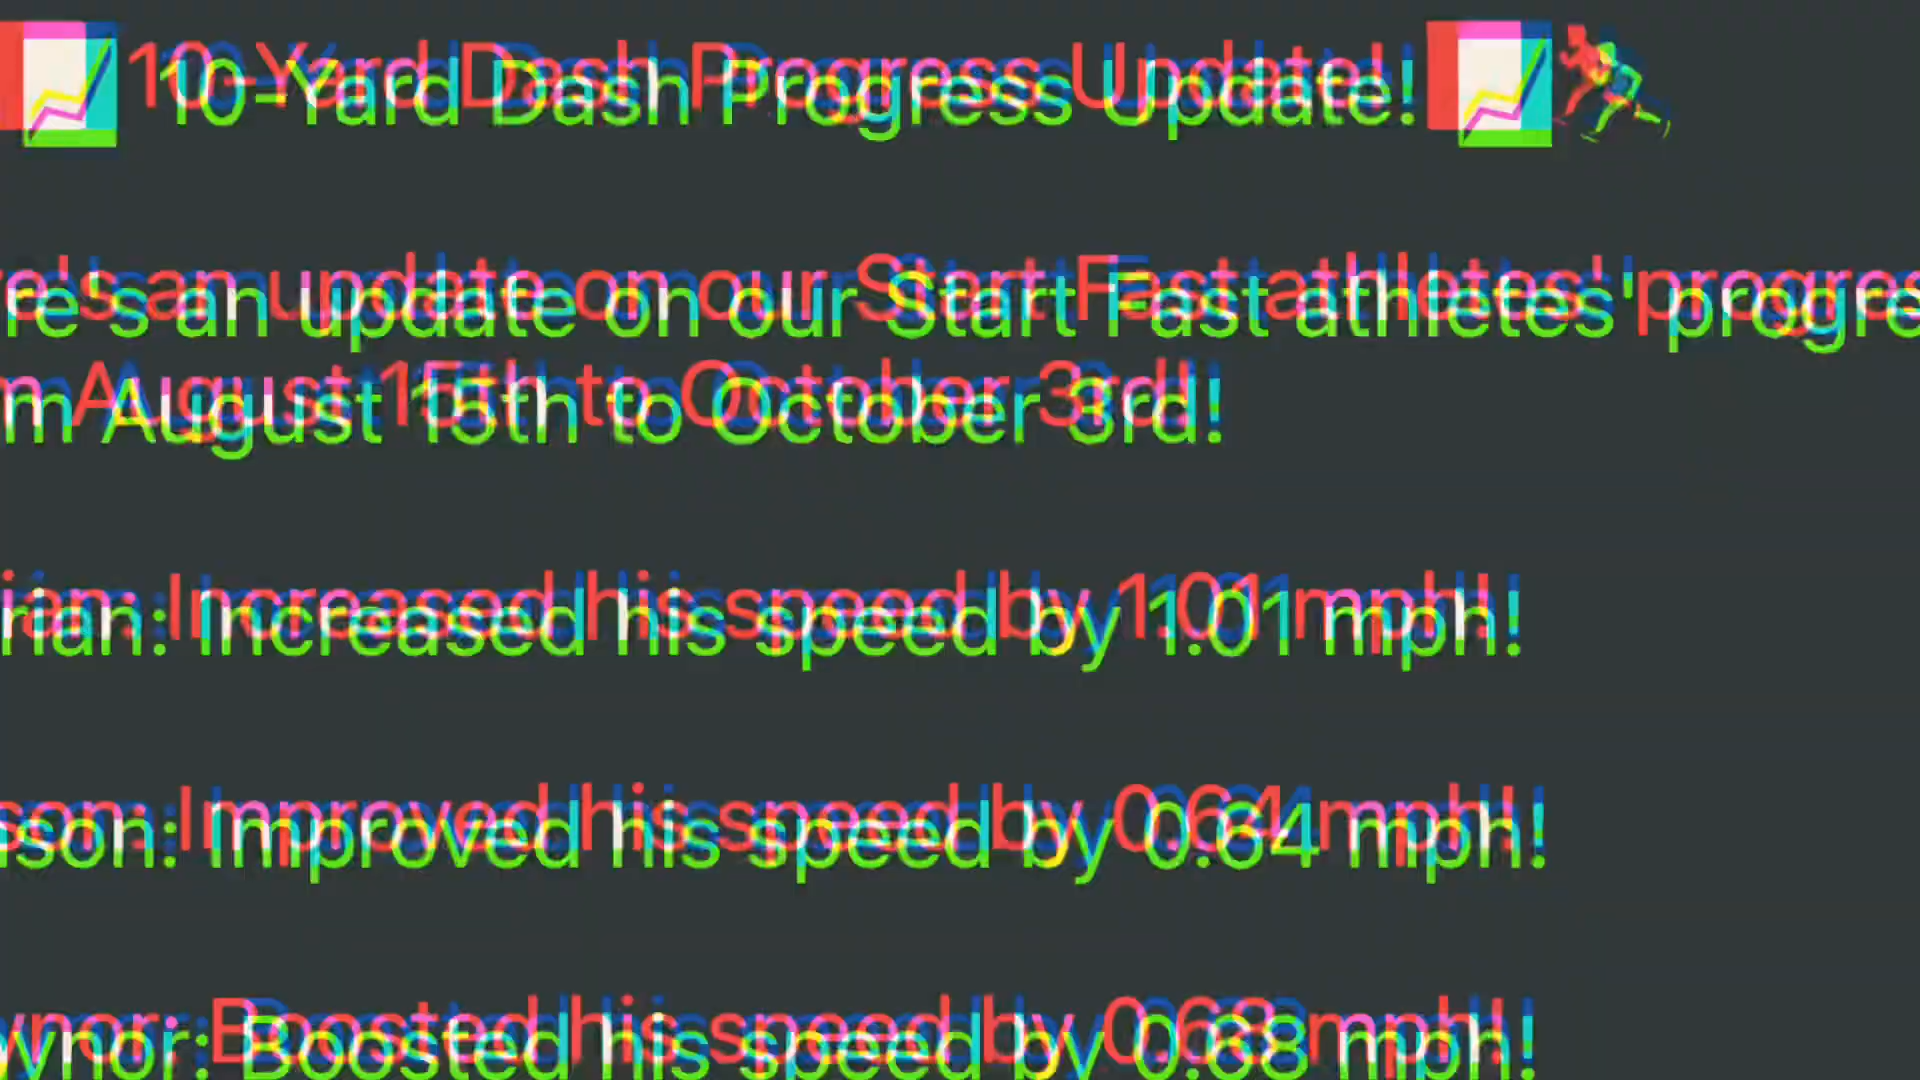 📈 10-Yard Dash Progress Update! 📈🏃
re's an update on our Start Fast athletes' progre
m August 15th to October 3rd!
rian: Increased his speed by 1.01 mph!
son: Improved his speed by 0.64 mph!
ynor: Boosted his speed by 0.68 mph!